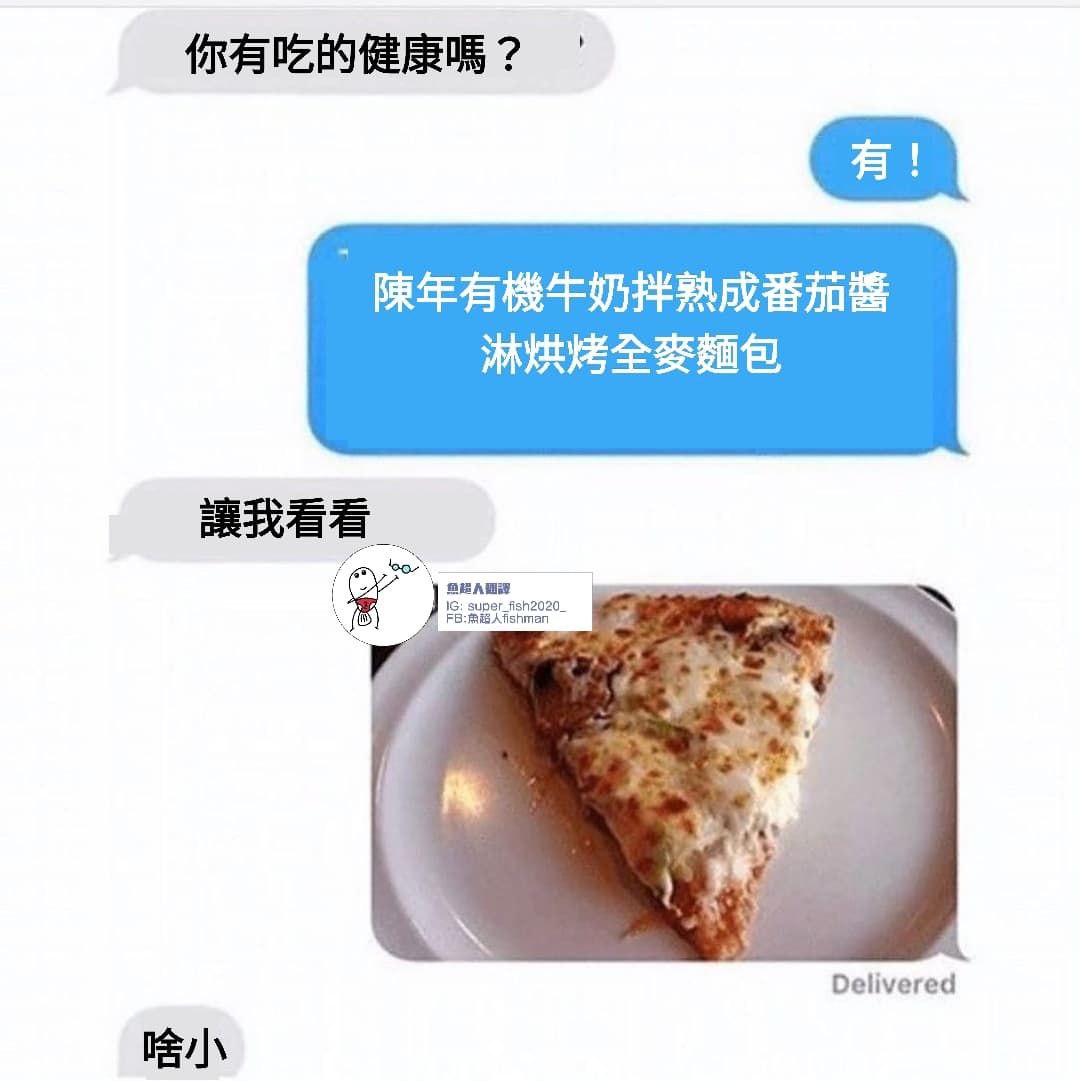 你有吃的健康嗎？
有！
陳年有機牛奶拌熟成番茄醬
淋烘烤全麥麵包
讓我看看
魚超人翻譯
IG: super_fish2020_
FB:魚超人fishman
Delivered
啥小